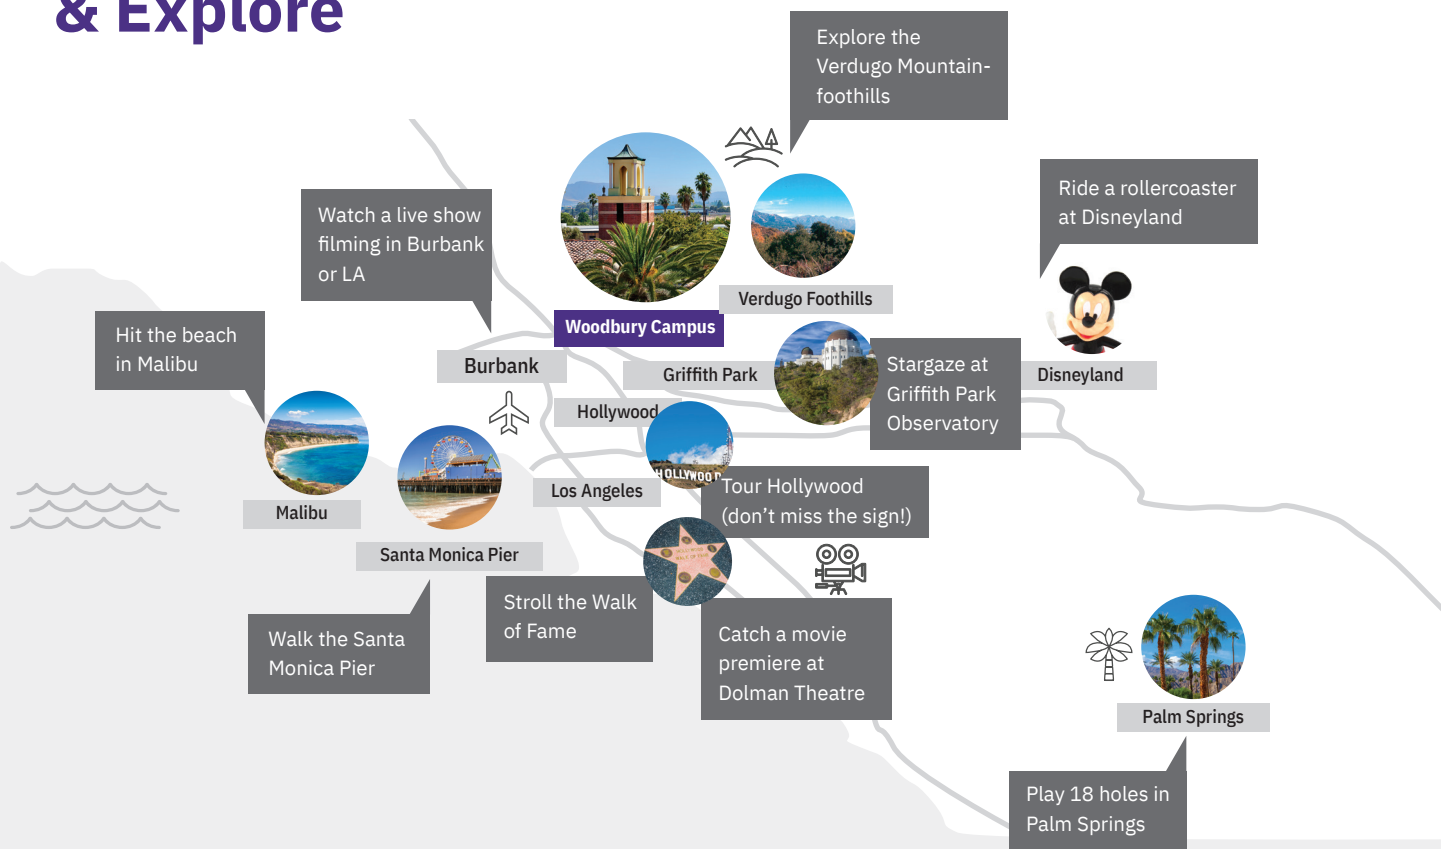 & Explore
Explore the
Verdugo Mountain-
foothills
Ride a rollercoaster
at Disneyland
Watch a live show
filming in Burbank
or LA
Verdugo Foothills
Woodbury Campus
Hit the beach
in Malibu
Burbank
Griffith Park
Stargaze at
Griffith Park
Observatory
Disneyland
Hollywood
HOLLYWOOD
Malibu
Los Angeles
Tour Hollywood
(don't miss the sign!)
Santa Monica Pier
Stroll the Walk
of Fame
Walk the Santa
Monica Pier
Catch a movie
premiere at
Dolman Theatre
Palm Springs
Play 18 holes in
Palm Springs